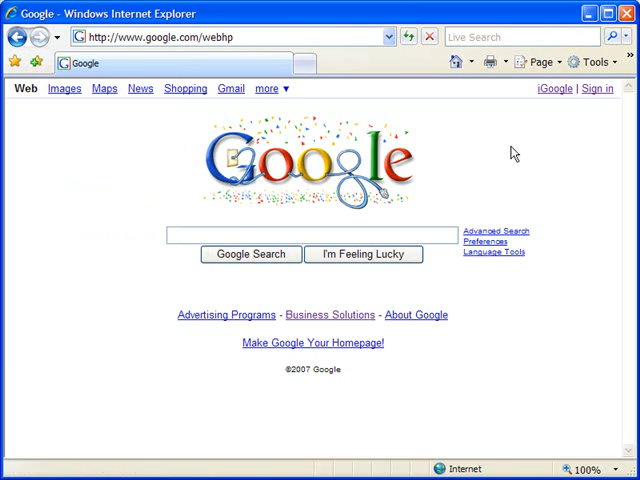 Google - Windows Internet Explorer
http://www.google.com/webhp
Live Search
Google
Page
Tools
Web Images Maps News Shopping Gmail more ▼
iGoogle | Sign in
Google
Advanced Search
Preferences
Language Tools
Google Search
I'm Feeling Lucky
Advertising Programs - Business Solutions - About Google
Make Google Your Homepage!
©2007 Google
Internet
100%